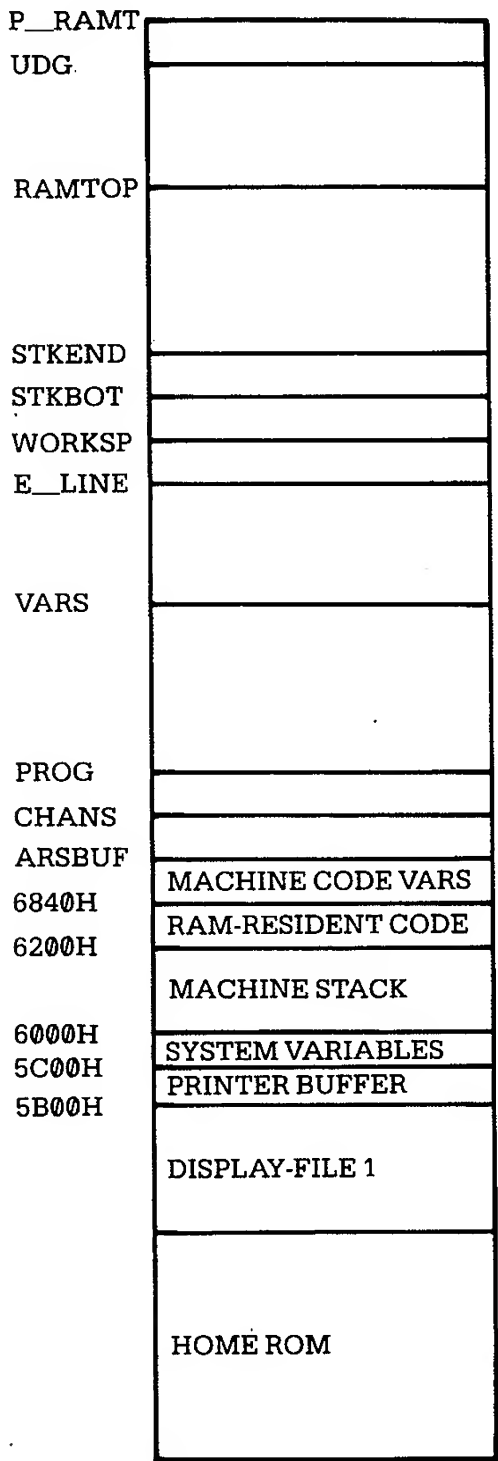 P__RAMT
UDG
RAMTOP
STKEND
STKBOT
WORKSP
E__LINE
VARS
PROG
CHANS
ARSBUF
MACHINE CODE VARS
6840H
RAM-RESIDENT CODE
6200H
MACHINE STACK
6000H
SYSTEM VARIABLES
5C00H
PRINTER BUFFER
5B00H
DISPLAY-FILE 1
HOME ROM